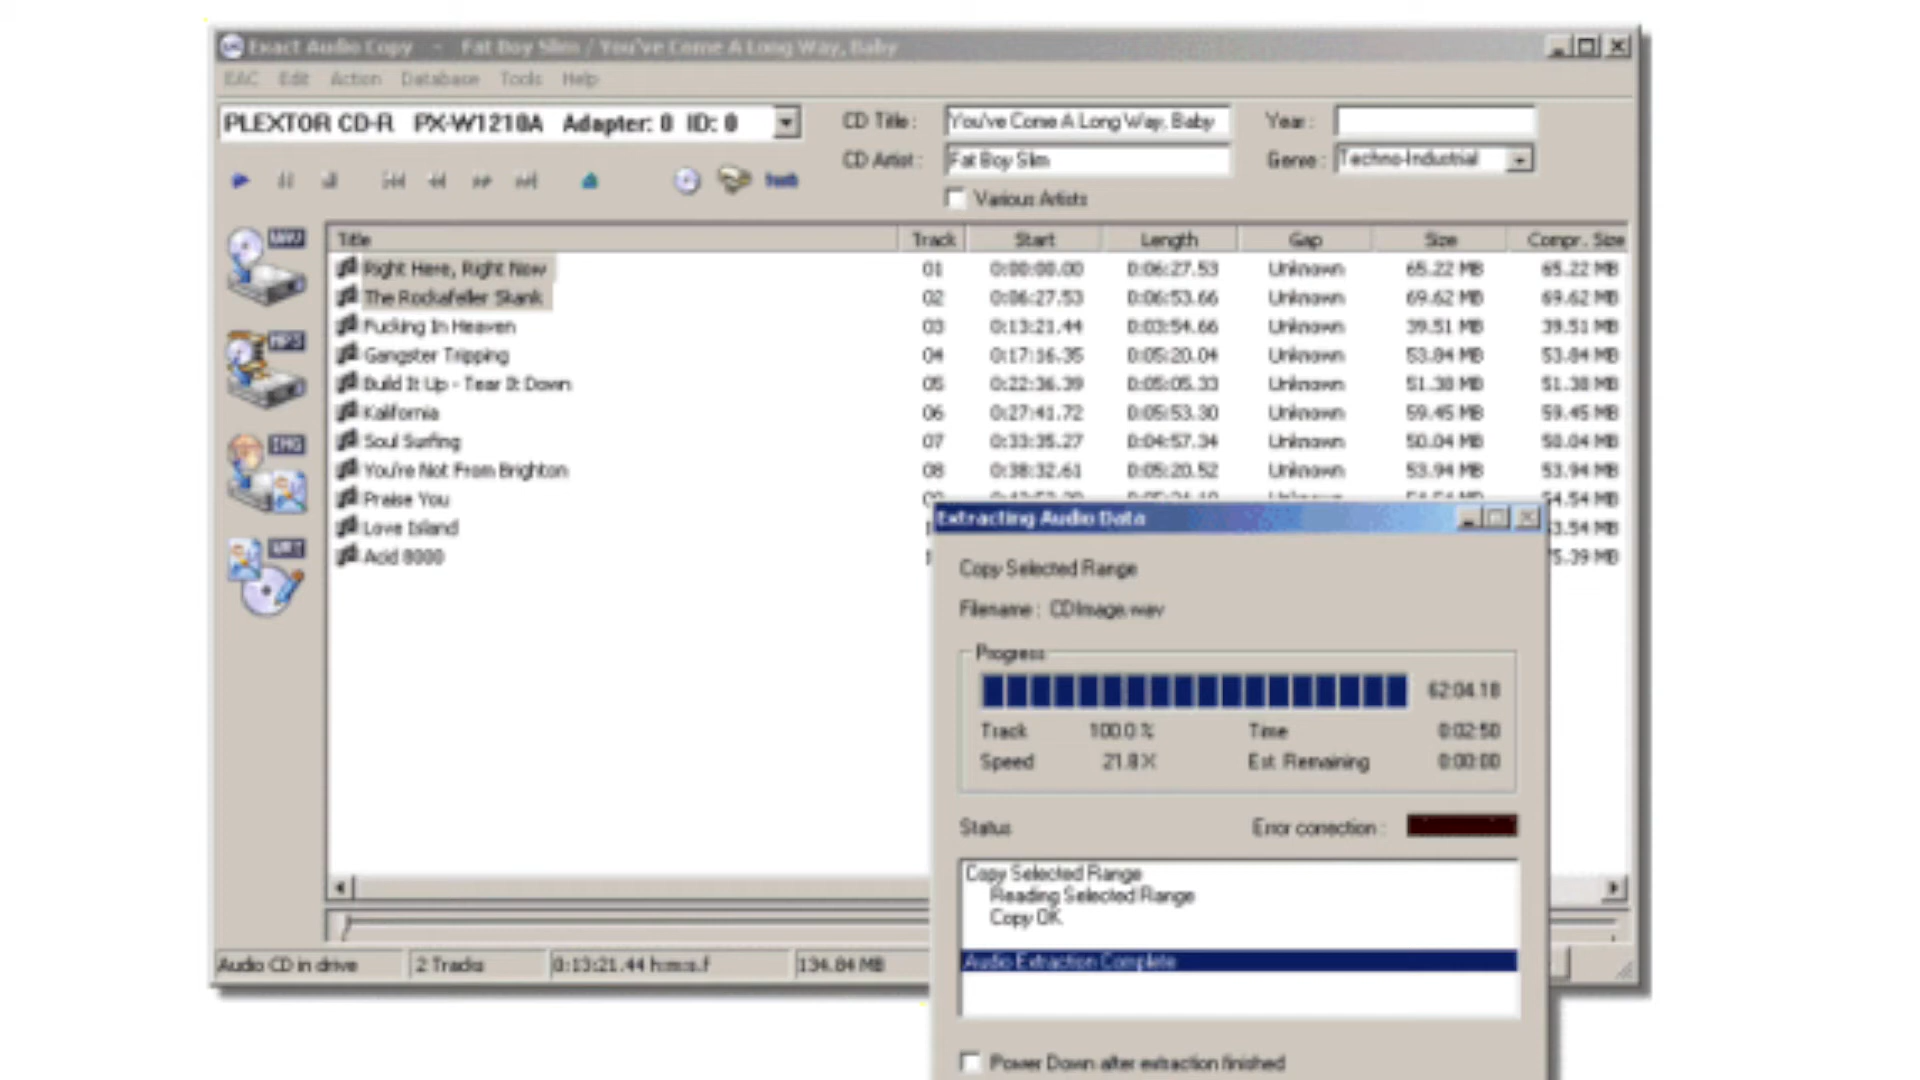 Exact Audio Copy - Fat Boy Slim / You've Come A Long Way, Baby
EAC Edit Action Database Tools Help
PLEXTOR CD-R PX-W1210A Adapter: 0 ID: 0
CD Title : You've Come A Long Way, Baby Year :
CD Artist : Fat Boy Slim Genre : Techno-Industrial
Various Artists
Title Track Start Length Gap Size Compr. Size
WAV
Right Here, Right Now 01 0:00:00.00 0:06:27.53 Unknown 65.22 MB 65.22 MB
The Rockafeller Skank 02 0:06:27.53 0:06:53.66 Unknown 69.62 MB 69.62 MB
Fucking In Heaven 03 0:13:21.44 0:03:54.66 Unknown 39.51 MB 39.51 MB
MP3
Gangster Tripping 04 0:17:16.35 0:05:20.04 Unknown 53.84 MB 53.84 MB
Build It Up - Tear It Down 05 0:22:36.39 0:05:05.33 Unknown 51.38 MB 51.38 MB
Kalifornia 06 0:27:41.72 0:05:53.30 Unknown 59.45 MB 59.45 MB
IMG
Soul Surfing 07 0:33:35.27 0:04:57.34 Unknown 50.04 MB 50.04 MB
You're Not From Brighton 08 0:38:32.61 0:05:20.52 Unknown 53.94 MB 53.94 MB
Praise You 54.54 MB
Love Island 3.54 MB
WRT
Acid 8000 75.39 MB
Extracting Audio Data
Copy Selected Range
Filename : CDImage.wav
Progress
62:04.18
Track 100.0 % Time 0:02:50
Speed 21.8 X Est. Remaining 0:00:00
Status Error correction :
Copy Selected Range
Reading Selected Range
Copy OK
Audio Extraction Complete
Power Down after extraction finished
Audio CD in drive 2 Tracks 0:13:21.44 h:m:s.f 134.84 MB